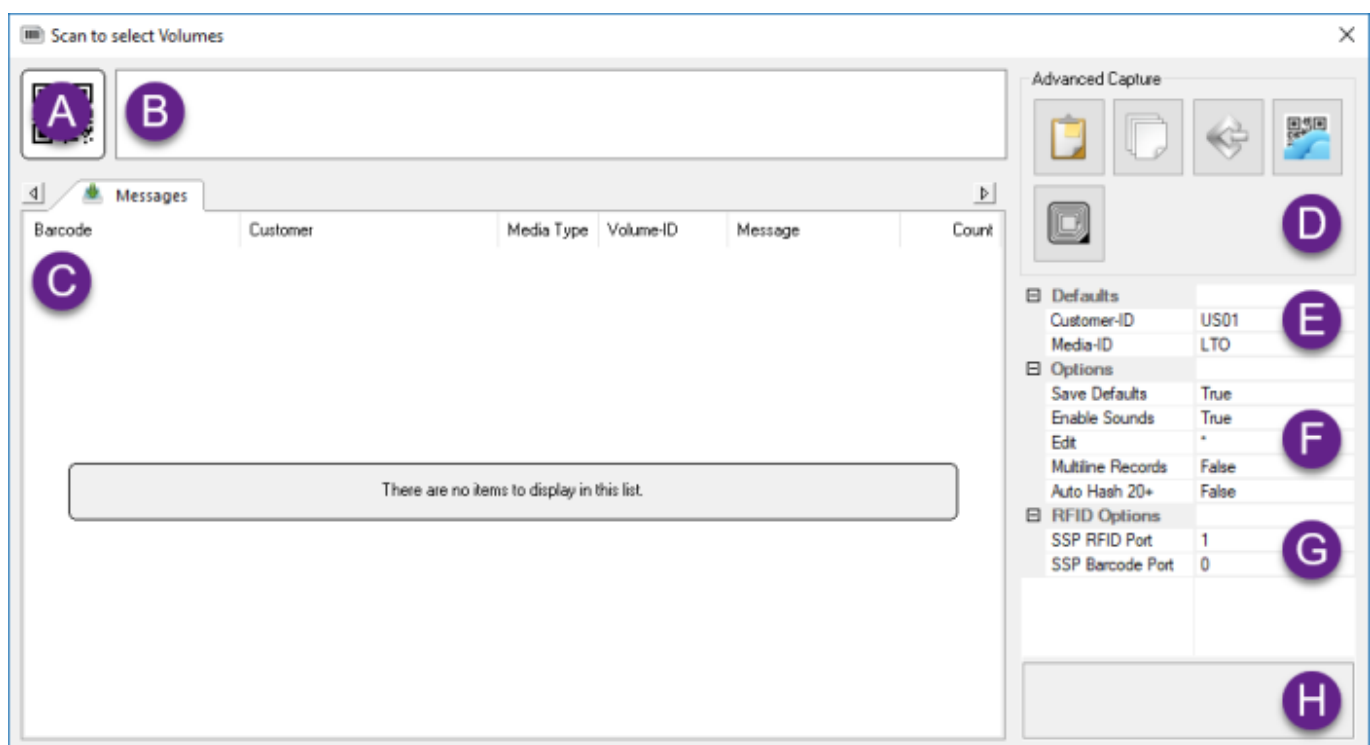 Scan to select Volumes
A
B
Advanced Capture
D
Messages
Barcode Customer Media Type Volume-ID Message Count
C
There are no items to display in this list.
Defaults
E
Customer-ID US01
Media-ID LTO
Options
Save Defaults True
Enable Sounds True
F
Edit *
Multiline Records False
Auto Hash 20+ False
RFID Options
SSP RFID Port 1
G
SSP Barcode Port 0
H